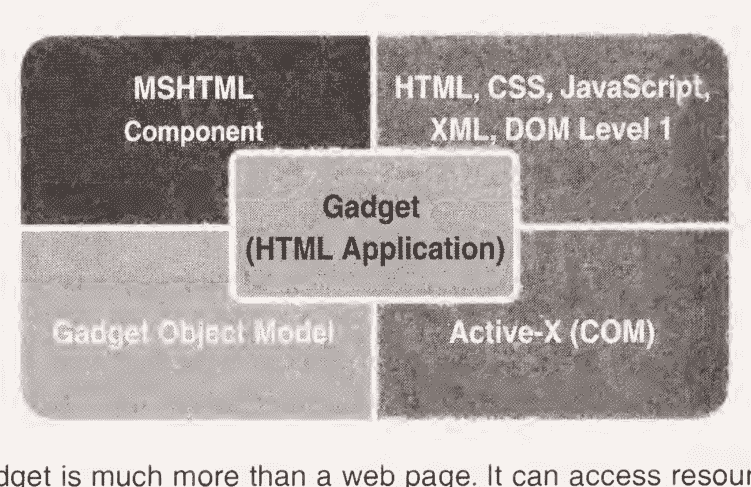 MSHTML
Component
HTML, CSS, JavaScript,
XML, DOM Level 1
Gadget
(HTML Application)
Gadget Object Model
Active-X (COM)
dget is much more than a web page. It can access resour